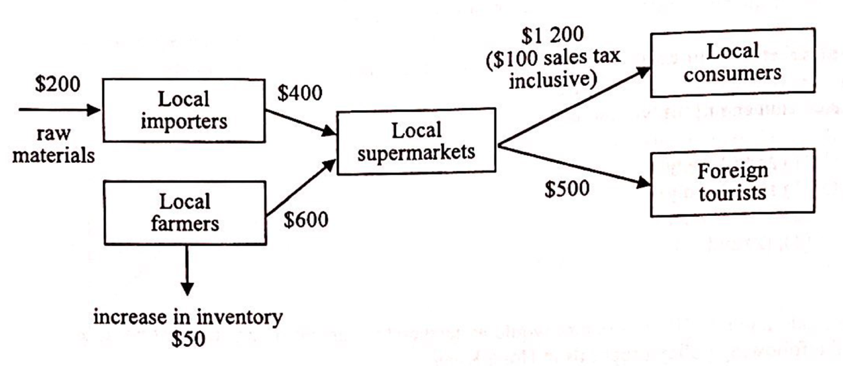 $1 200
($100 sales tax
inclusive)
Local
consumers
$200
raw
materials
Local
importers
$400
Local
supermarkets
Local
farmers
$600
$500
Foreign
tourists
increase in inventory
$50